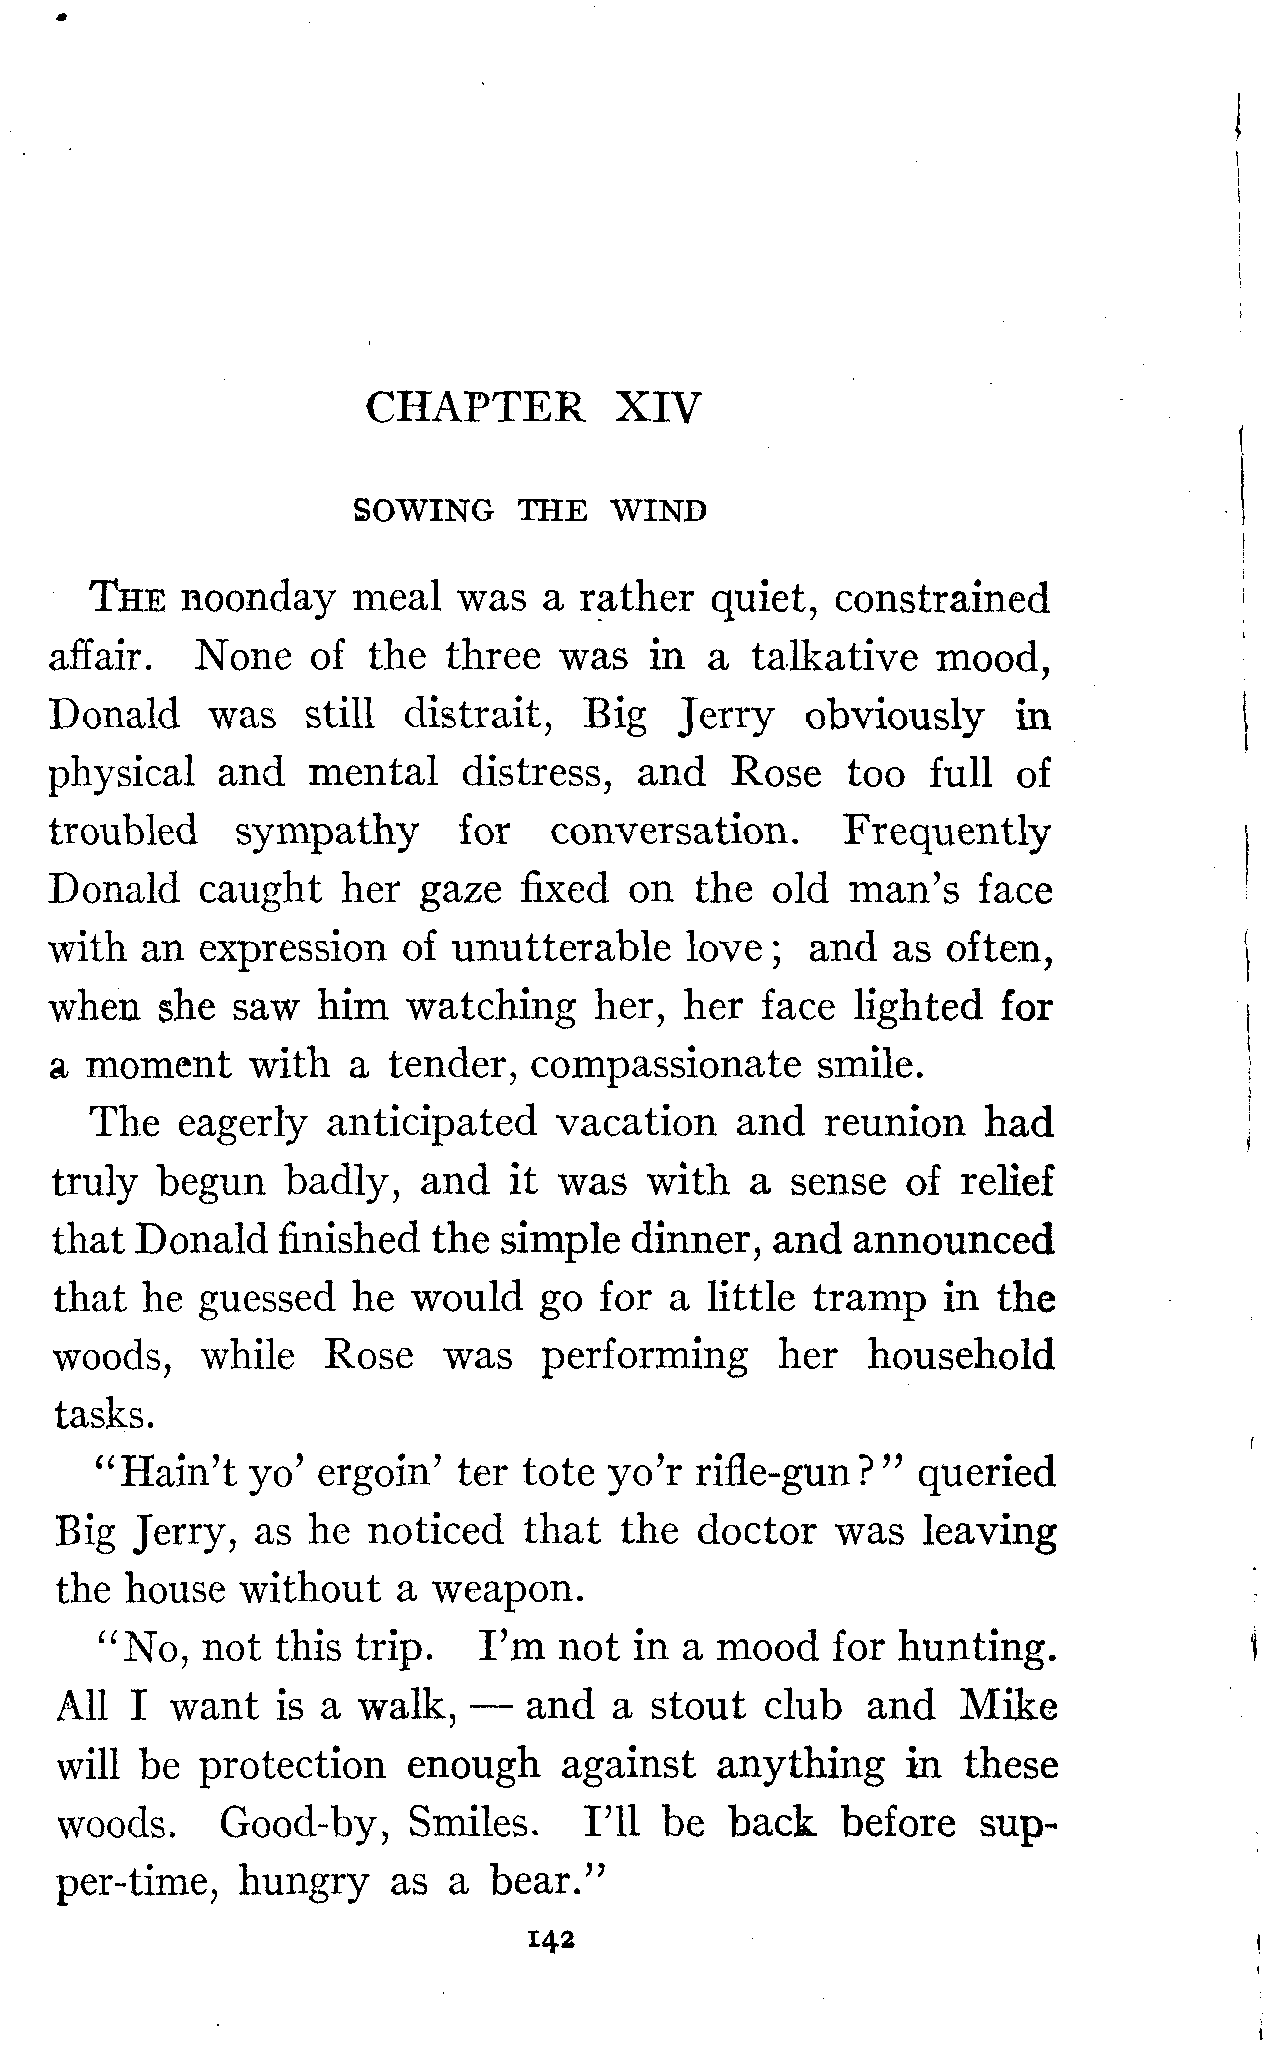 CHAPTER XIV
SOWING THE WIND
THE noonday meal was a rather quiet, constrained
affair. None of the three was in a talkative mood,
Donald was still distrait, Big Jerry obviously in
physical and mental distress, and Rose too full of
troubled sympathy for conversation. Frequently
Donald caught her gaze fixed on the old man's face
with an expression of unutterable love; and as often,
when she saw him watching her, her face lighted for
a moment with a tender, compassionate smile.
The eagerly anticipated vacation and reunion had
truly begun badly, and it was with a sense of relief
that Donald finished the simple dinner, and announced
that he guessed he would go for a little tramp in the
woods, while Rose was performing her household
tasks.
"Hain't yo' ergoin' ter tote yo'r rifle-gun?" queried
Big Jerry, as he noticed that the doctor was leaving
the house without a weapon.
"No, not this trip. I'm not in a mood for hunting.
All I want is a walk, — and a stout club and Mike
will be protection enough against anything in these
woods. Good-by, Smiles. I'll be back before sup-
per-time, hungry as a bear."
142